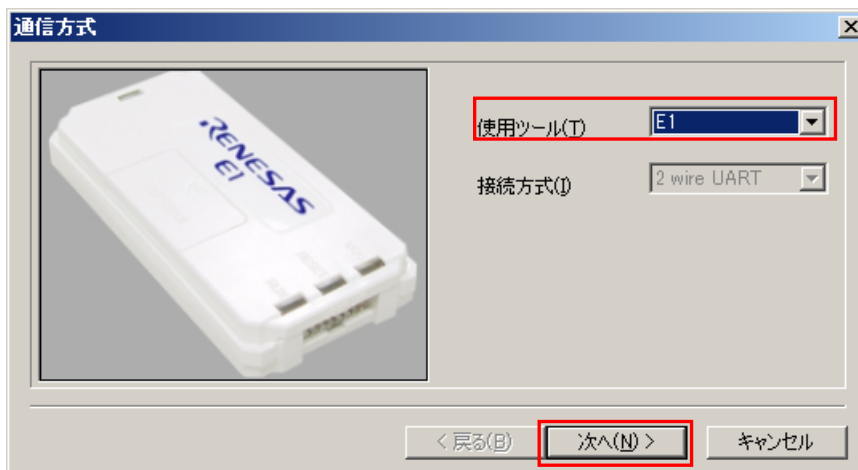 通信方式
RENESAS
E1
使用ツール(T)
E1
接続方式(I)
2 wire UART
< 戻る(B)
次へ(N) >
キャンセル